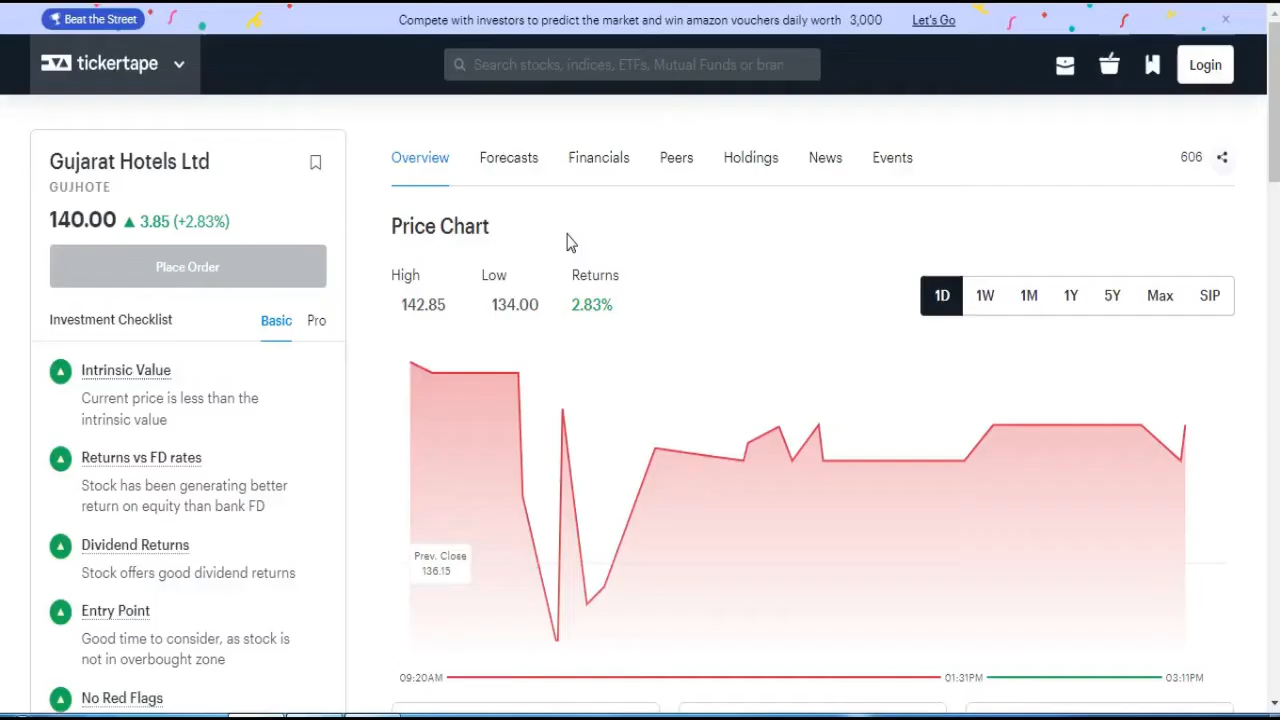 Beat the Street
Compete with investors to predict the market and win amazon vouchers daily worth 3,000 Let's Go
tickertape
Search stocks, indices, ETFs, Mutual Funds or bran
Login
Gujarat Hotels Ltd
GUJHOTE
140.00 ▲ 3.85 (+2.83%)
Place Order
Investment Checklist Basic Pro
Intrinsic Value
Current price is less than the
intrinsic value
Returns vs FD rates
Stock has been generating better
return on equity than bank FD
Dividend Returns
Stock offers good dividend returns
Entry Point
Good time to consider, as stock is
not in overbought zone
No Red Flags
Overview Forecasts Financials Peers Holdings News Events 606
Price Chart
High Low Returns
142.85 134.00 2.83%
1D 1W 1M 1Y 5Y Max SIP
Prev. Close
136.15
09:20AM 01:31PM 03:11PM